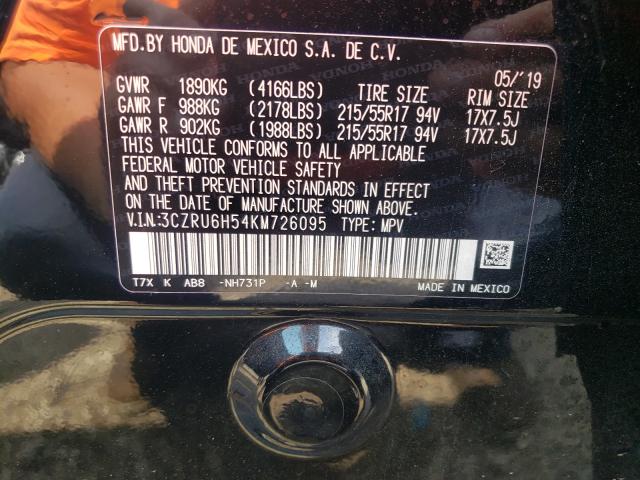 MFD.BY HONDA DE MEXICO S.A. DE C.V.
05/'19
GVWR 1890KG (4166LBS) TIRE SIZE RIM SIZE
GAWR F 988KG (2178LBS) 215/55R17 94V 17X7.5J
GAWR R 902KG (1988LBS) 215/55R17 94V 17X7.5J
THIS VEHICLE CONFORMS TO ALL APPLICABLE
FEDERAL MOTOR VEHICLE SAFETY
AND THEFT PREVENTION STANDARDS IN EFFECT
ON THE DATE OF MANUFACTURE SHOWN ABOVE.
V.I.N:3CZRU6H54KM726095 TYPE: MPV
T7X K AB8 -NH731P -A -M MADE IN MEXICO